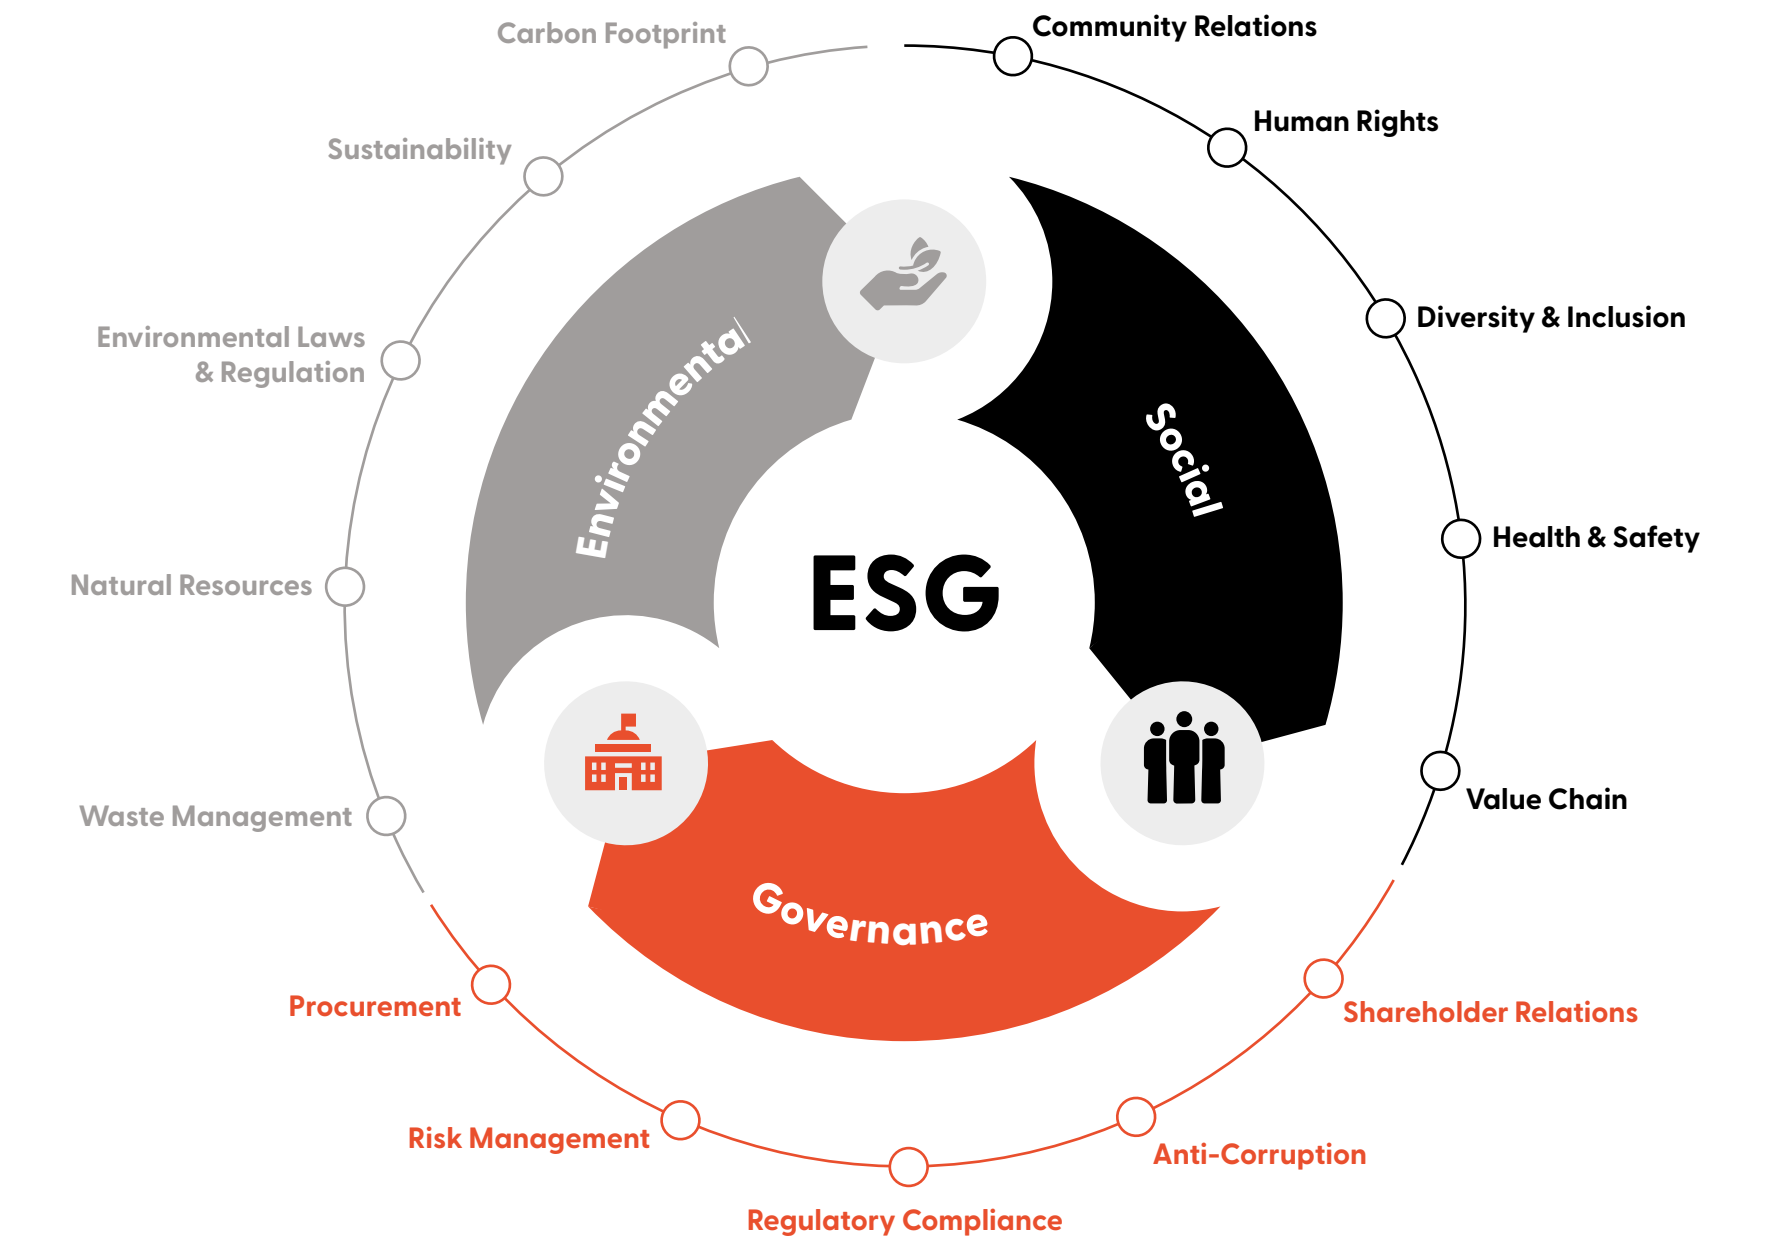 Carbon Footprint
Community Relations
Sustainability
Human Rights
Environmental Laws
& Regulation
Diversity & Inclusion
Environmental
Social
Natural Resources
Health & Safety
ESG
Waste Management
Value Chain
Governance
Procurement
Shareholder Relations
Risk Management
Anti-Corruption
Regulatory Compliance